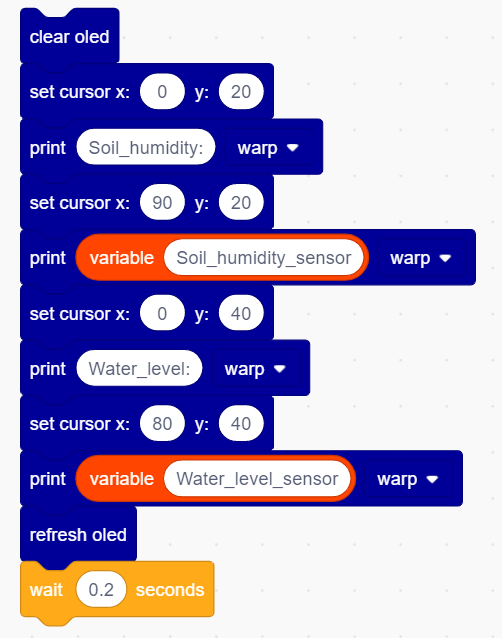 clear oled
set cursor x: 0 y: 20
print Soil_humidity: warp
set cursor x: 90 y: 20
print variable Soil_humidity_sensor warp
set cursor x: 0 y: 40
print Water_level: warp
set cursor x: 80 y: 40
print variable Water_level_sensor warp
refresh oled
wait 0.2 seconds